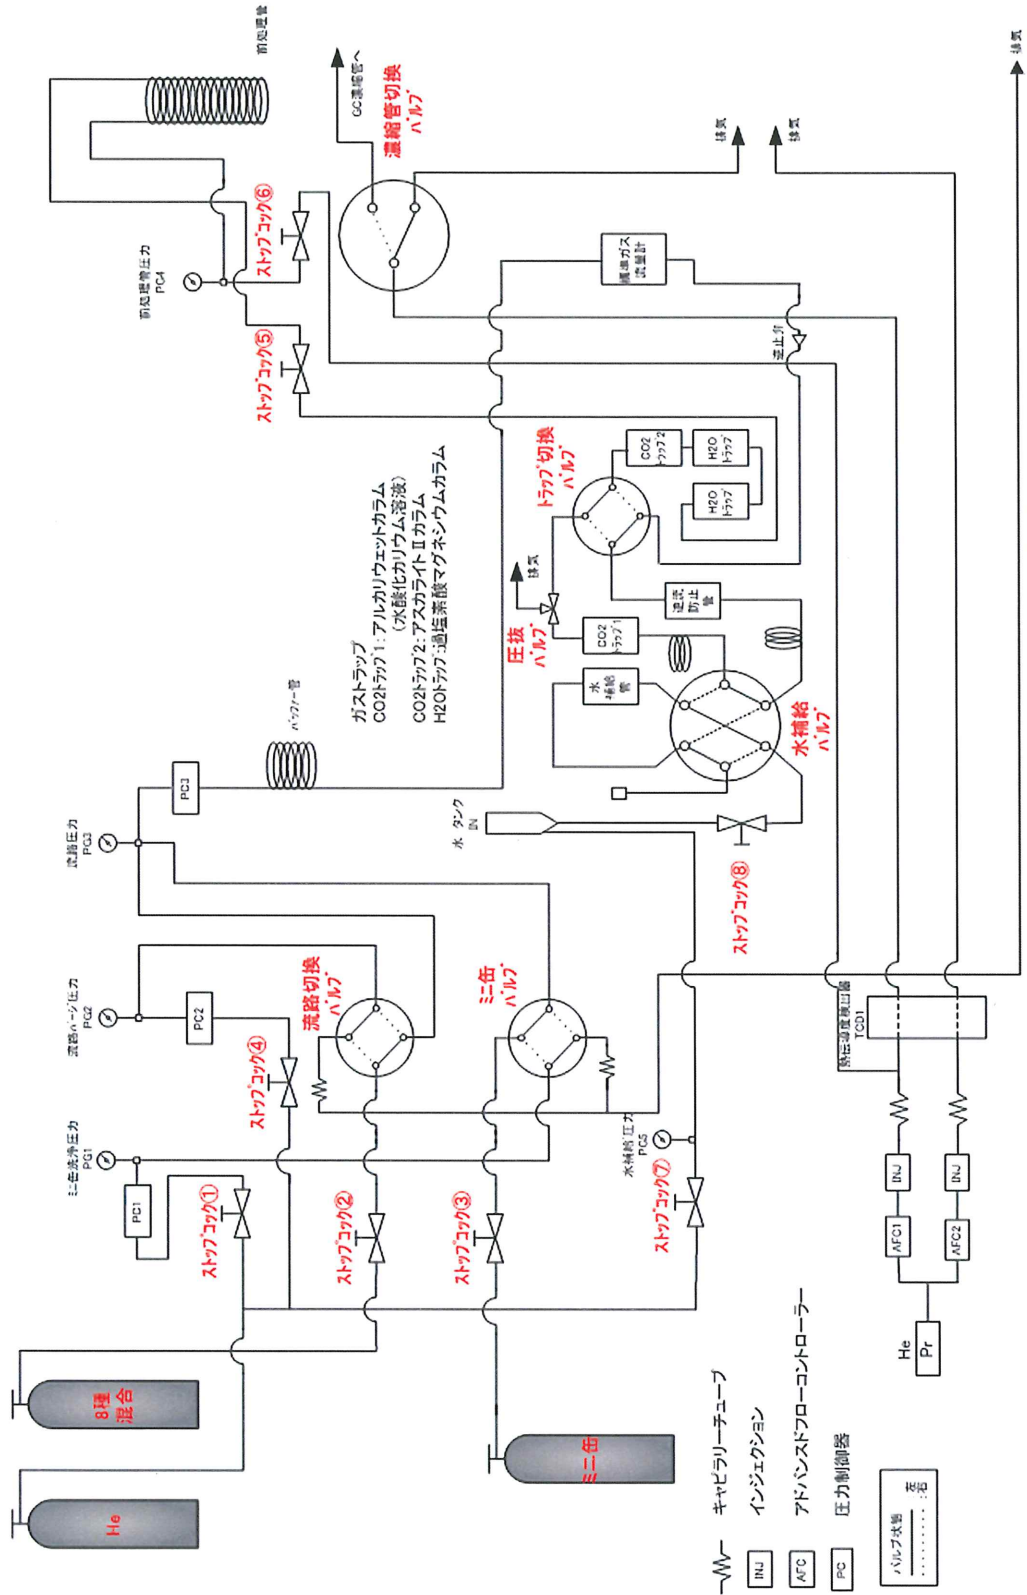 前処理管
GC濃縮管へ
濃縮管切換
バルブ
排気
排気
排気
ストップコック⑥
前処理管圧力
PG4
ストップコック⑤
標準ガス
流量計
逆止弁
ガストラップ
CO2トラップ1：アルカリウェットカラム
（水酸化カリウム溶液）
CO2トラップ2：アスカライトⅡカラム
H2Oトラップ：過塩素酸マグネシウムカラム
トラップ切換
バルブ
CO2
トラップ2
H2O
トラップ
H2O
トラップ
排気
圧抜
バルブ
CO2
トラップ1
逆流
防止
管
水
補給
管
水補給
バルブ
バッファー管
PC3
流路圧力
PG3
水タンク
IN
ストップコック⑧
流路パージ圧力
PG2
PC2
ストップコック④
流路切換
バルブ
ミニ缶
バルブ
熱伝導度検出器
TCD1
ミニ缶洗浄圧力
PG1
PC1
ストップコック①
ストップコック②
ストップコック③
水補給圧力
PG5
ストップコック⑦
8種
混合
He
ミニ缶
INJ
INJ
AFC1
AFC2
He
Pr
キャピラリーチューブ
INJ
インジェクション
AFC
アドバンスドフローコントローラー
PC
圧力制御器
バルブ状態
:左
:右